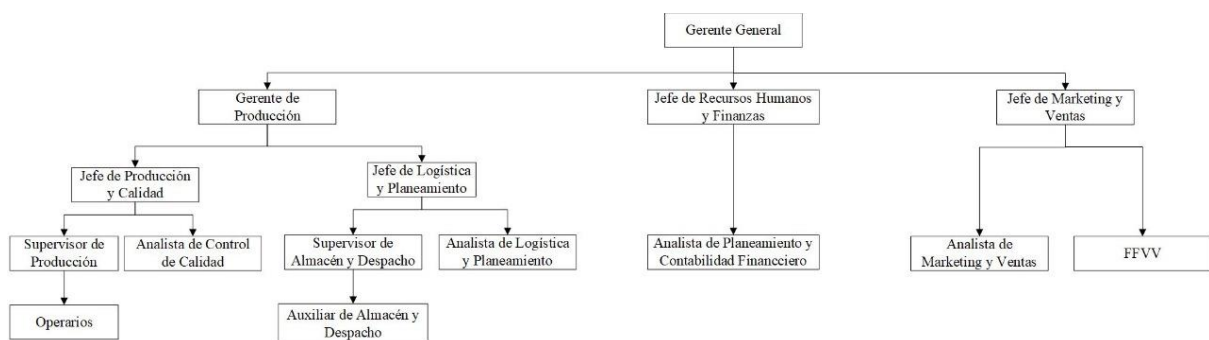 Gerente General
Gerente de
Producción
Jefe de Recursos Humanos
y Finanzas
Jefe de Marketing y
Ventas
Jefe de Producción
y Calidad
Jefe de Logística
y Planeamiento
Supervisor de
Producción
Analista de Control
de Calidad
Supervisor de
Almacén y Despacho
Analista de Logística
y Planeamiento
Analista de Planeamiento y
Contabilidad Financciero
Analista de
Marketing y Ventas
FFVV
Operarios
Auxiliar de Almacén y
Despacho